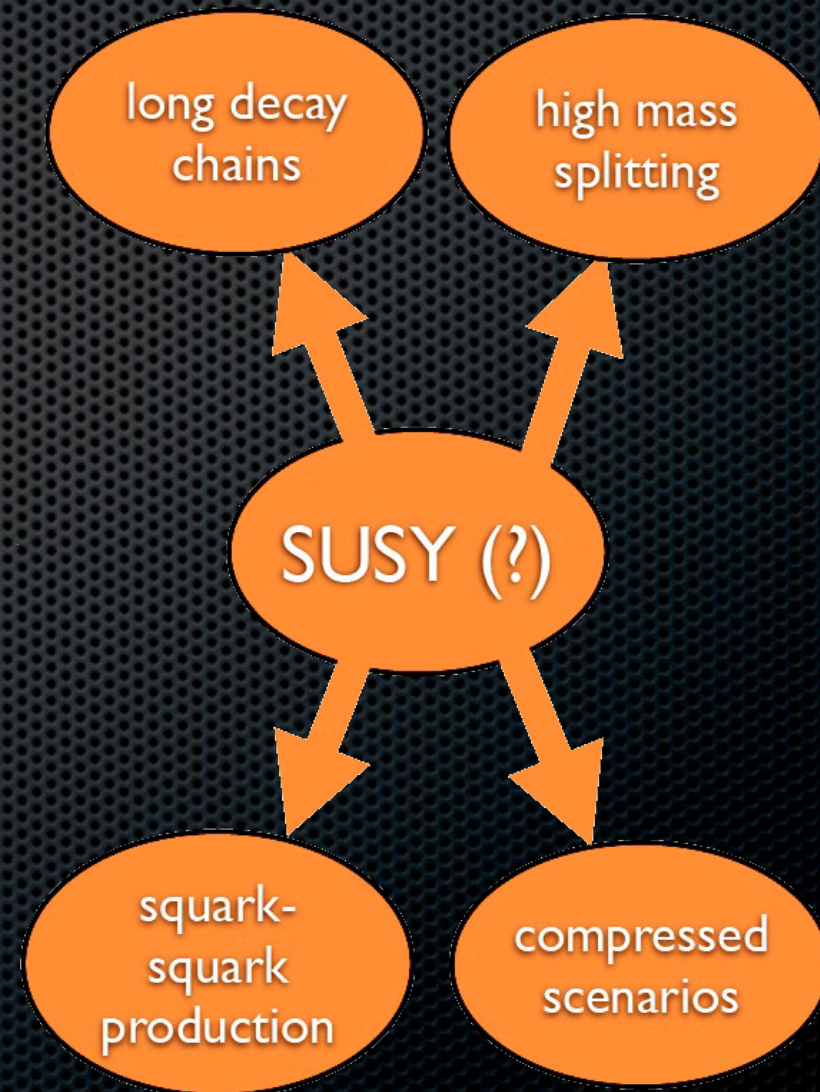 long decay
chains
high mass
splitting
SUSY (?)
squark-
squark
production
compressed
scenarios